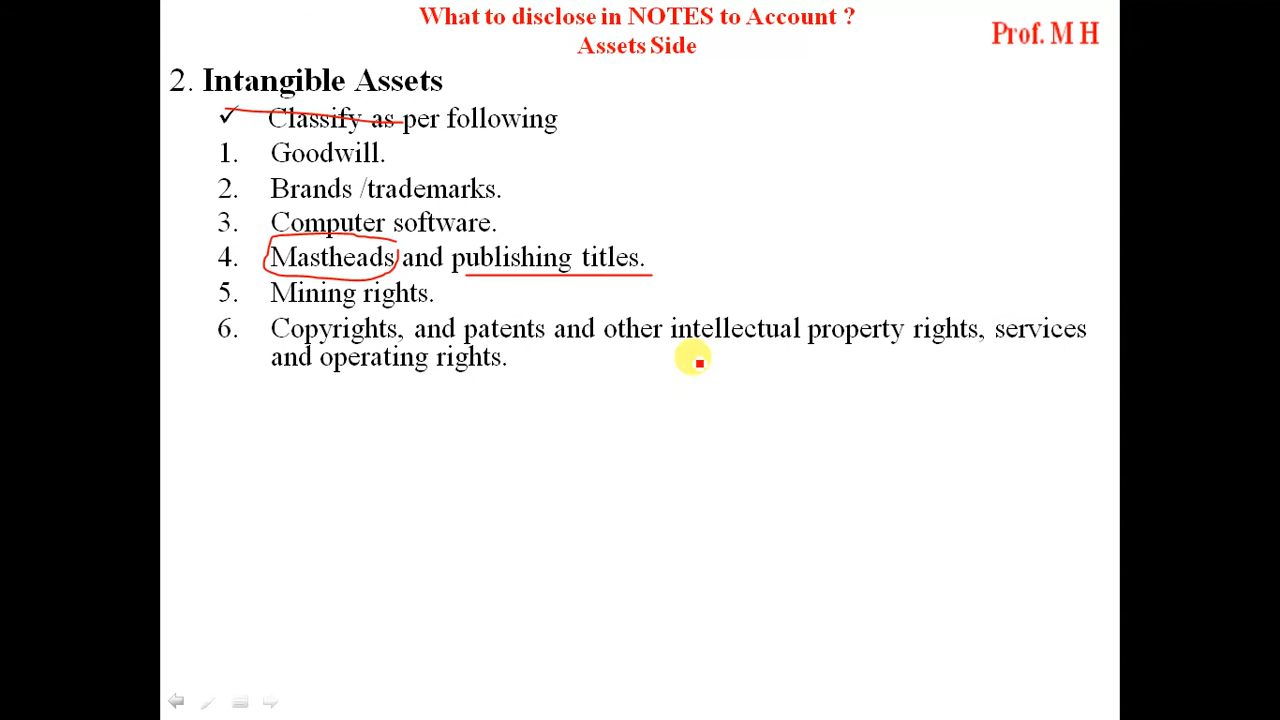 What to disclose in NOTES to Account ?
Assets Side
Prof. M H
2. Intangible Assets
✓ Classify as per following
1. Goodwill.
2. Brands /trademarks.
3. Computer software.
4. Mastheads and publishing titles.
5. Mining rights.
6. Copyrights, and patents and other intellectual property rights, services
and operating rights.